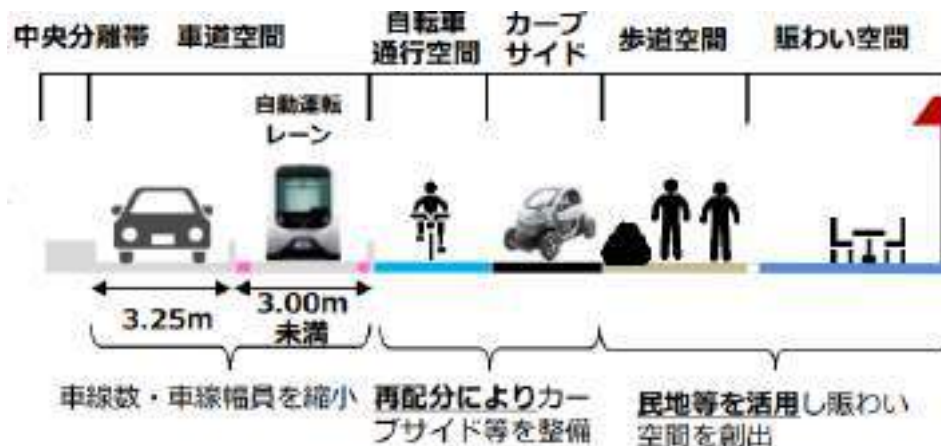 中央分離帯
車道空間
自転車
通行空間
カーブ
サイド
歩道空間
賑わい空間
自動運転
レーン
3.25m
3.00m
未満
車線数・車線幅員を縮小
再配分によりカー
ブサイド等を整備
民地等を活用し賑わい
空間を創出